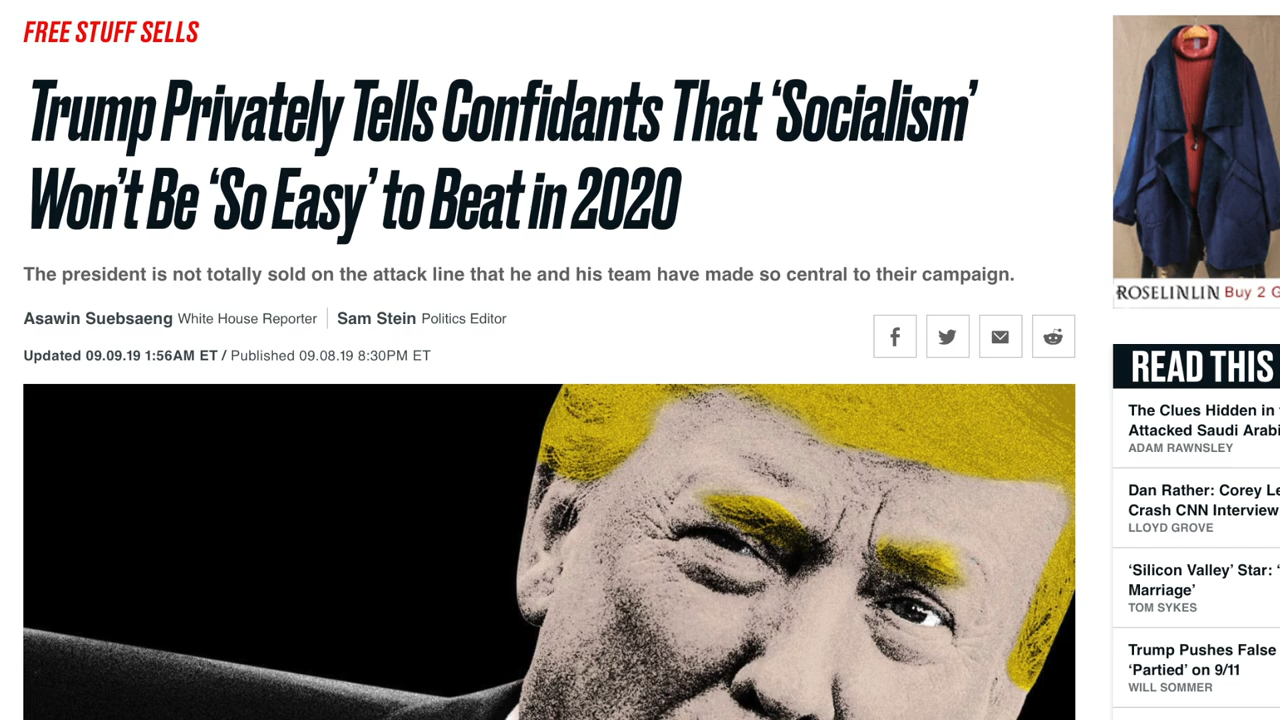 FREE STUFF SELLS
Trump Privately Tells Confidants That ‘Socialism’
Won’t Be ‘So Easy’ to Beat in 2020
The president is not totally sold on the attack line that he and his team have made so central to their campaign.
Asawin Suebsaeng White House Reporter Sam Stein Politics Editor
Updated 09.09.19 1:56AM ET / Published 09.08.19 8:30PM ET
ROSELINLIN Buy 2 G
READ THIS
The Clues Hidden in
Attacked Saudi Arabi
ADAM RAWNSLEY
Dan Rather: Corey Le
Crash CNN Interview
LLOYD GROVE
‘Silicon Valley’ Star: ‘
Marriage’
TOM SYKES
Trump Pushes False
‘Partied’ on 9/11
WILL SOMMER